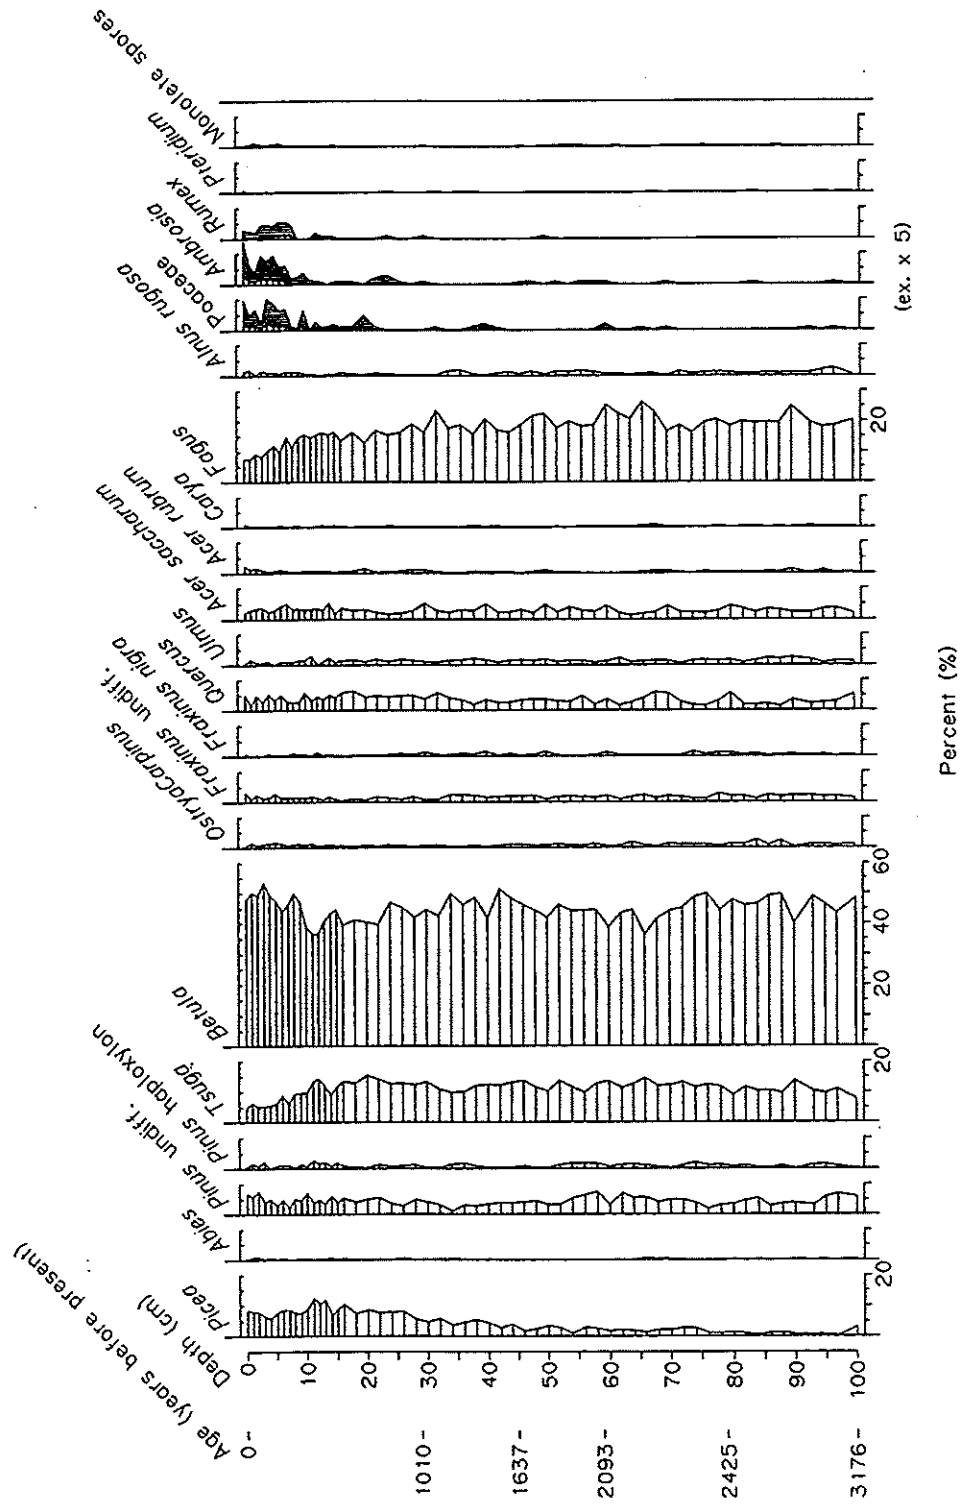 Age (years before present)
Depth (cm)
Picea
Abies
Pinus undiff.
Pinus haploxylon
Tsuga
Betula
OstryaCarpinus
Fraxinus undiff.
Fraxinus nigra
Quercus
Ulmus
Acer saccharum
Acer rubrum
Carya
Fagus
Alnus rugosa
Poaceae
Ambrosia
Rumex
Pteridium
Monolete spores
0-
1010-
1637-
2093-
2425-
3176-
0
10
20
30
40
50
60
70
80
90
100
20
20
20
40
60
20
(ex. x 5)
Percent (%)